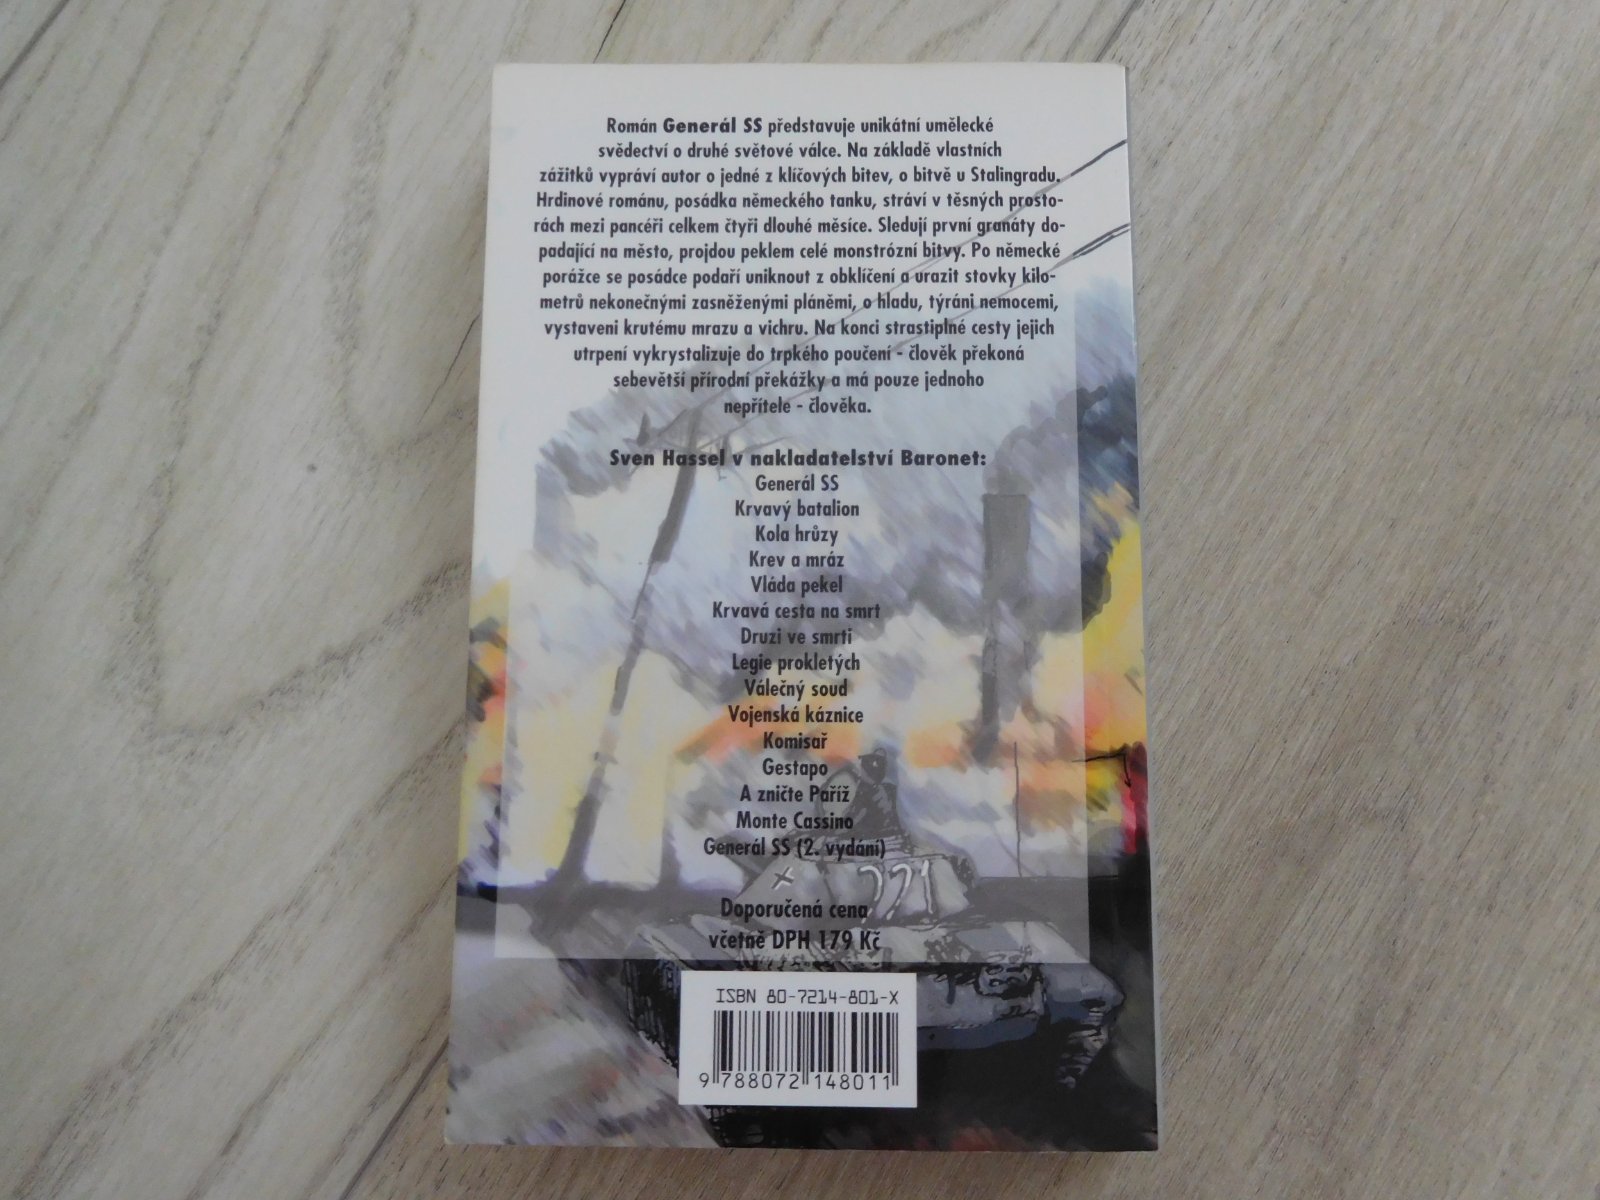 Román Generál SS představuje unikátní umělecké
svědectví o druhé světové válce. Na základě vlastních
zážitků vypráví autor o jedné z klíčových bitev, o bitvě u Stalingradu.
Hrdinové románu, posádka německého tanku, stráví v těsných prosto-
rách mezi pancéři celkem čtyři dlouhé měsíce. Sledují první granáty do-
padající na město, projdou peklem celé monstrózní bitvy. Po německé
porážce se posádce podaří uniknout z obklíčení a urazit stovky kilo-
metrů nekonečnými zasněženými pláněmi, o hladu, týráni nemocemi,
vystaveni krutému mrazu a vichru. Na konci strastiplné cesty jejich
utrpení vykrystalizuje do trpkého poučení - člověk překoná
sebevětší přírodní překážky a má pouze jednoho
nepřítele - člověka.
Sven Hassel v nakladatelství Baronet:
Generál SS
Krvavý batalion
Kola hrůzy
Krev a mráz
Vláda pekel
Krvavá cesta na smrt
Druzi ve smrti
Legie prokletých
Válečný soud
Vojenská káznice
Komisař
Gestapo
A zničte Paříž
Monte Cassino
Generál SS (2. vydání)
221
Doporučená cena
včetně DPH 179 Kč
ISBN 80-7214-801-X
9 788072 148011